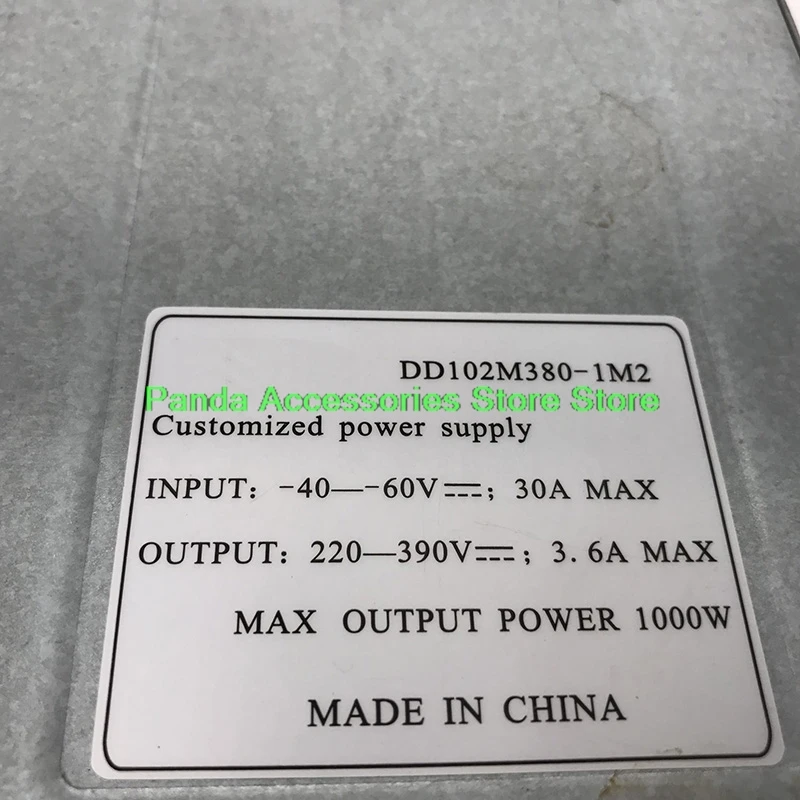 DD102M380-1M2
Panda Accessories Store Store
Customized power supply
INPUT: -40—-60V⎓; 30A MAX
OUTPUT: 220—390V⎓; 3.6A MAX
MAX OUTPUT POWER 1000W
MADE IN CHINA